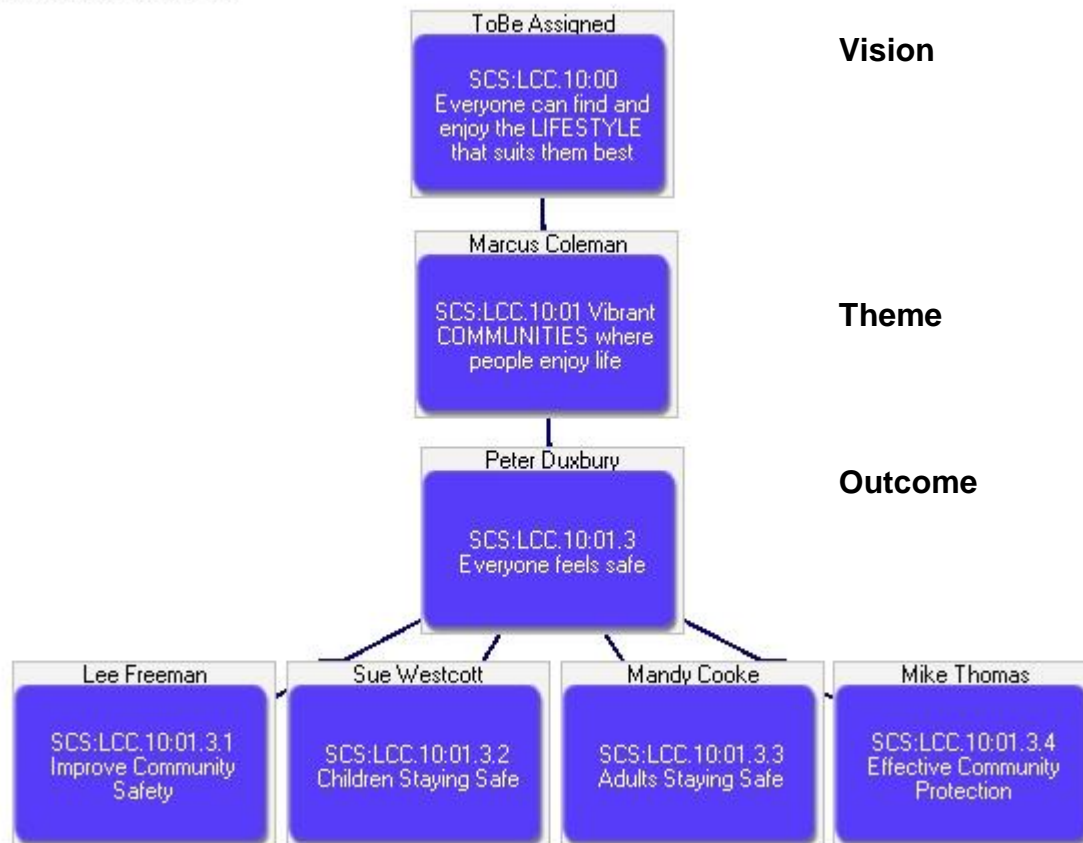 ToBe Assigned
Vision
SCS:LCC.10:00
Everyone can find and
enjoy the LIFESTYLE
that suits them best
Marcus Coleman
Theme
SCS:LCC.10:01 Vibrant
COMMUNITIES where
people enjoy life
Peter Duxbury
Outcome
SCS:LCC.10:01.3
Everyone feels safe
Lee Freeman
SCS:LCC.10:01.3.1
Improve Community
Safety
Sue Westcott
SCS:LCC.10:01.3.2
Children Staying Safe
Mandy Cooke
SCS:LCC.10:01.3.3
Adults Staying Safe
Mike Thomas
SCS:LCC.10:01.3.4
Effective Community
Protection